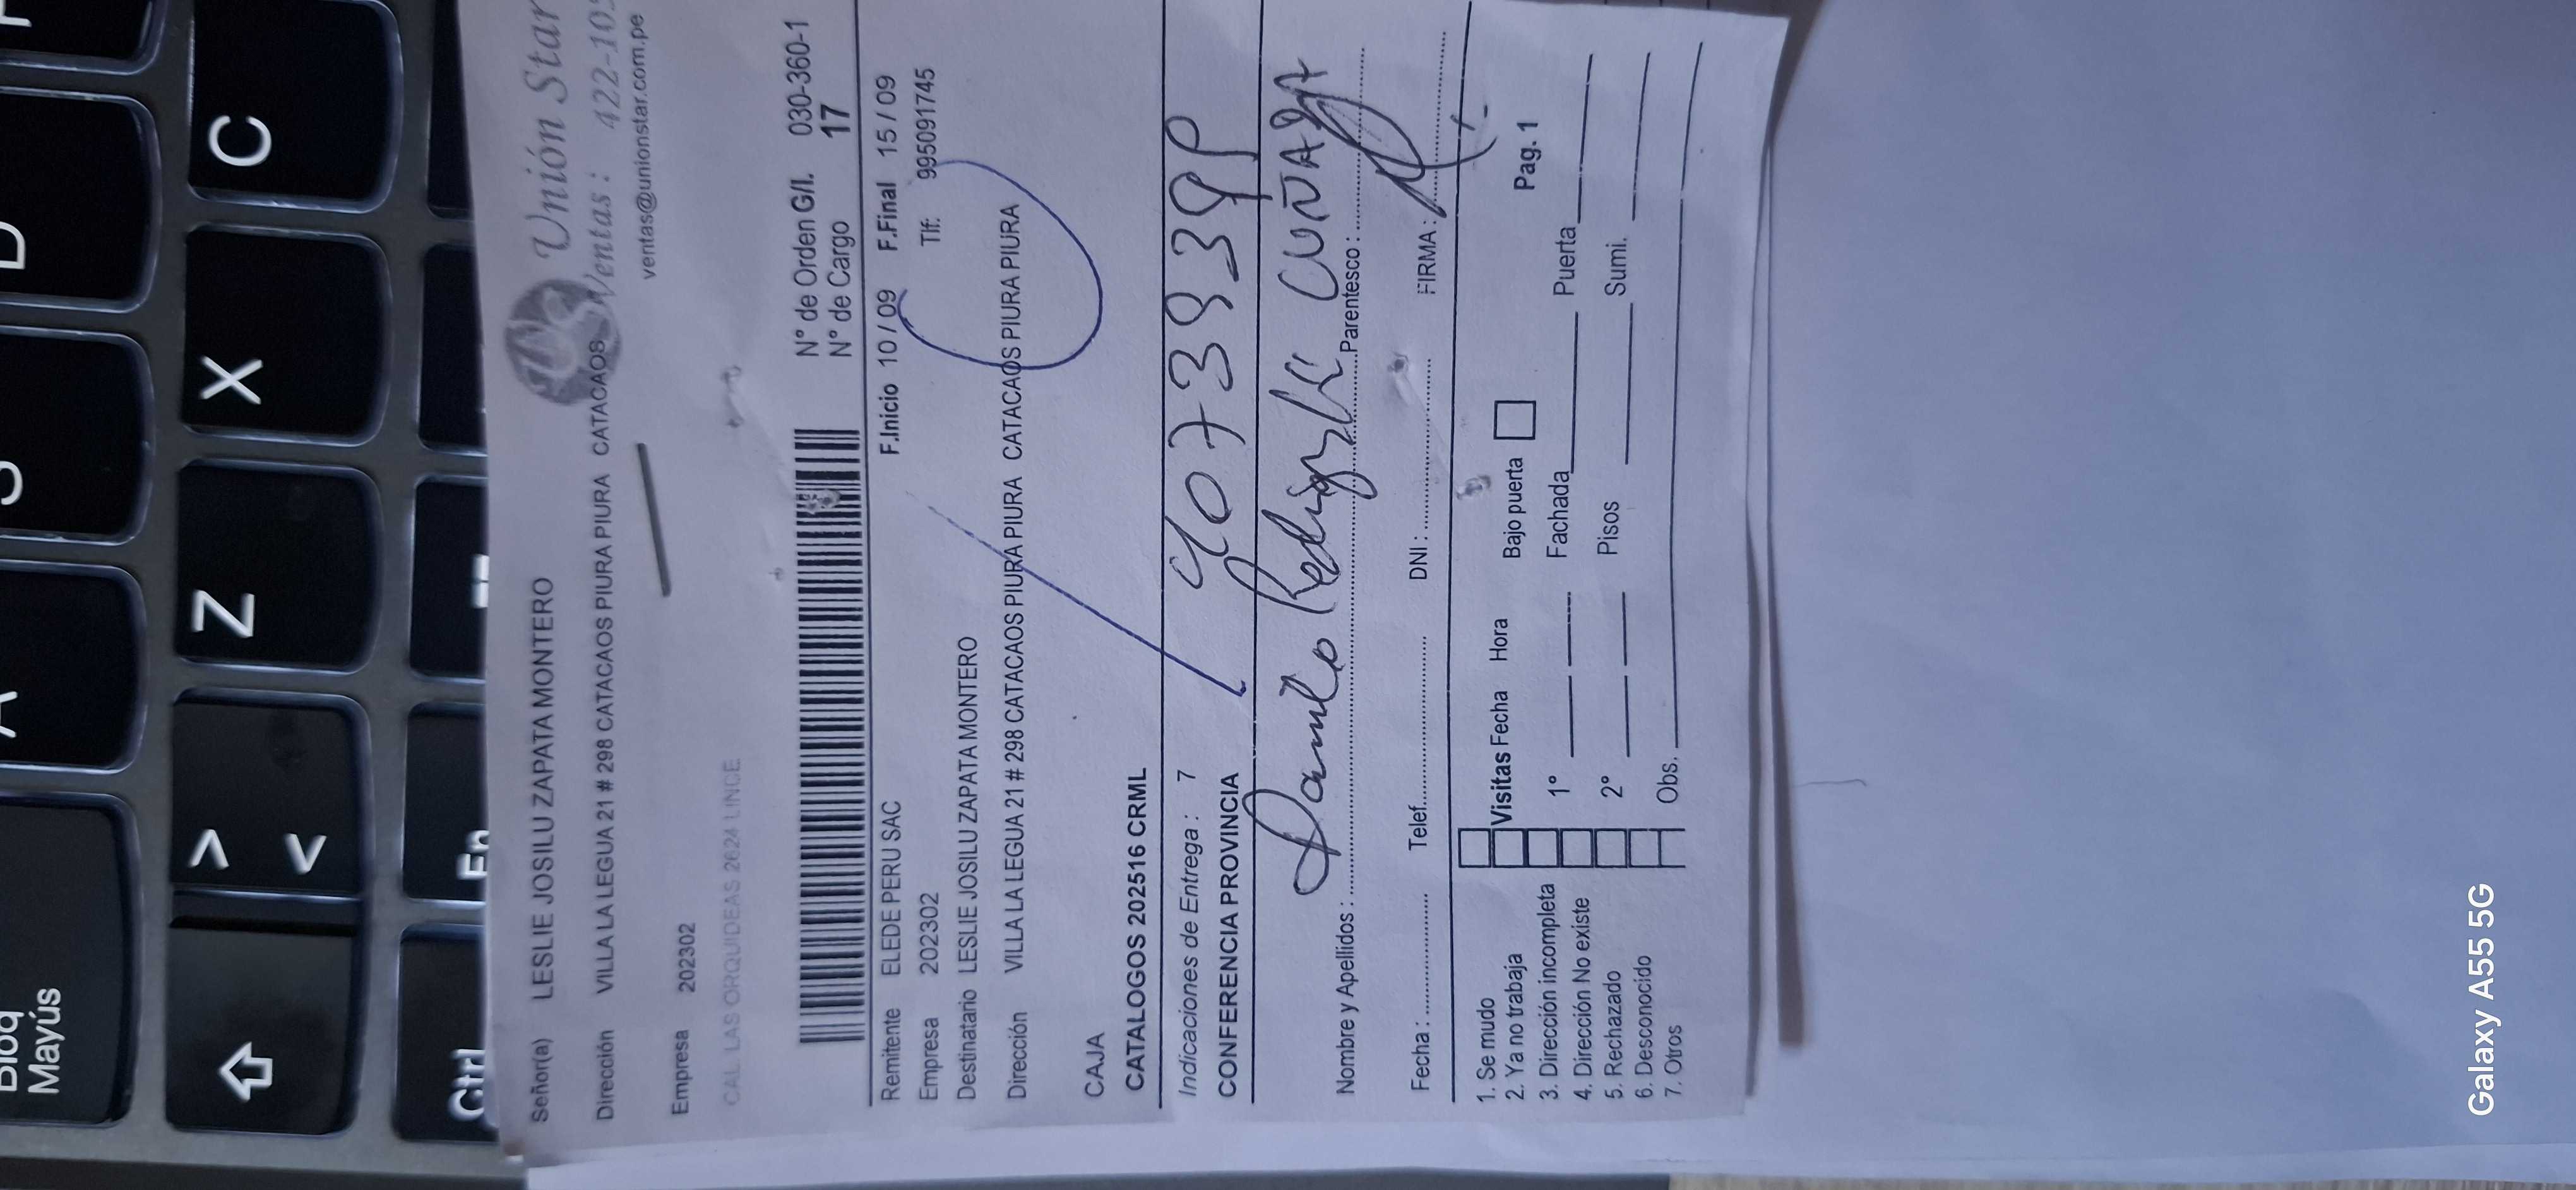 Unión Star
Ventas : 422-105
ventas@unionstar.com.pe
Señor(a) LESLIE JOSILU ZAPATA MONTERO
Dirección VILLA LA LEGUA 21 # 298 CATACAOS PIURA PIURA CATACAOS
Empresa 202302
CAL. LAS ORQUIDEAS 2624 LINCE
N° de Orden G/I. 030-360-1
N° de Cargo 17
Remitente ELEDE PERU SAC F.Inicio 10 / 09 F.Final 15 / 09
Empresa 202302 Tlf: 995091745
Destinatario LESLIE JOSILU ZAPATA MONTERO
Dirección VILLA LA LEGUA 21 # 298 CATACAOS PIURA PIURA CATACAOS PIURA PIURA
CAJA
CATALOGOS 202516 CRML
Indicaciones de Entrega : 7
CONFERENCIA PROVINCIA
Nombre y Apellidos : Parentesco : CUÑADA
Fecha : Telef. DNI : FIRMA :
1. Se mudo
2. Ya no trabaja
3. Dirección incompleta
4. Dirección No existe
5. Rechazado
6. Desconocido
7. Otros
Visitas Fecha Hora Bajo puerta Pag. 1
1° Fachada Puerta
2° Pisos Sumi.
Obs.
Bloq
Mayús
Z X C
> <
Ctrl
Galaxy A55 5G